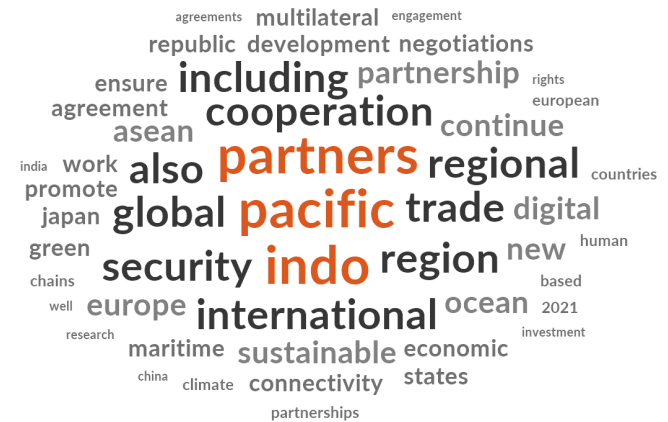 agreements multilateral engagement
republic development negotiations
ensure including partnership rights
agreement cooperation european
asean partners continue
india work also regional countries
promote
japan global pacific trade digital
green security indo region new human
chains based
well europe international ocean 2021
research investment
maritime sustainable economic
china climate connectivity states
partnerships